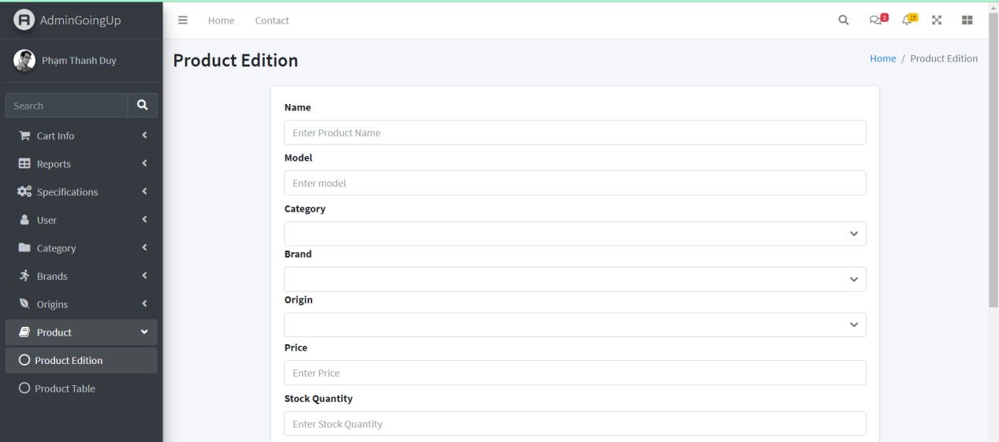 AdminGoingUp
Home Contact
3
15
Phạm Thanh Duy
Search
Cart Info
Reports
Specifications
User
Category
Brands
Origins
Product
Product Edition
Product Table
Product Edition
Home / Product Edition
Name
Enter Product Name
Model
Enter model
Category
Brand
Origin
Price
Enter Price
Stock Quantity
Enter Stock Quantity